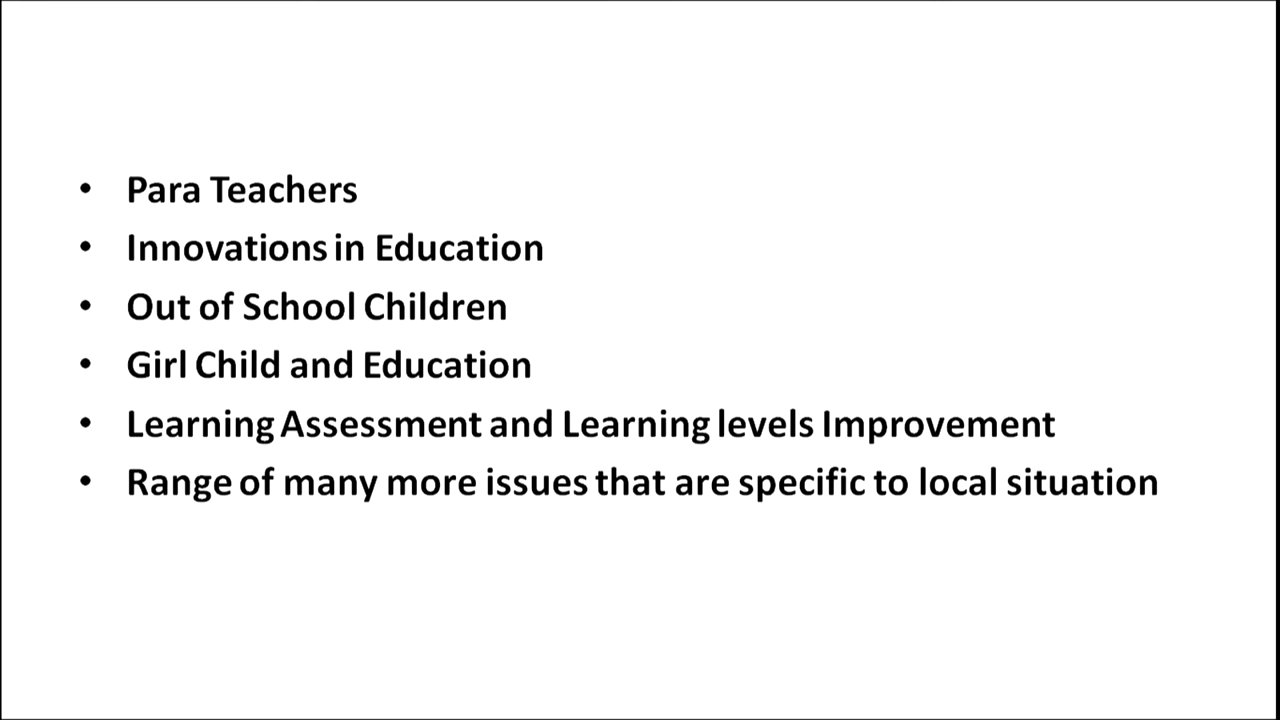 • Para Teachers
• Innovations in Education
• Out of School Children
• Girl Child and Education
• Learning Assessment and Learning levels Improvement
• Range of many more issues that are specific to local situation